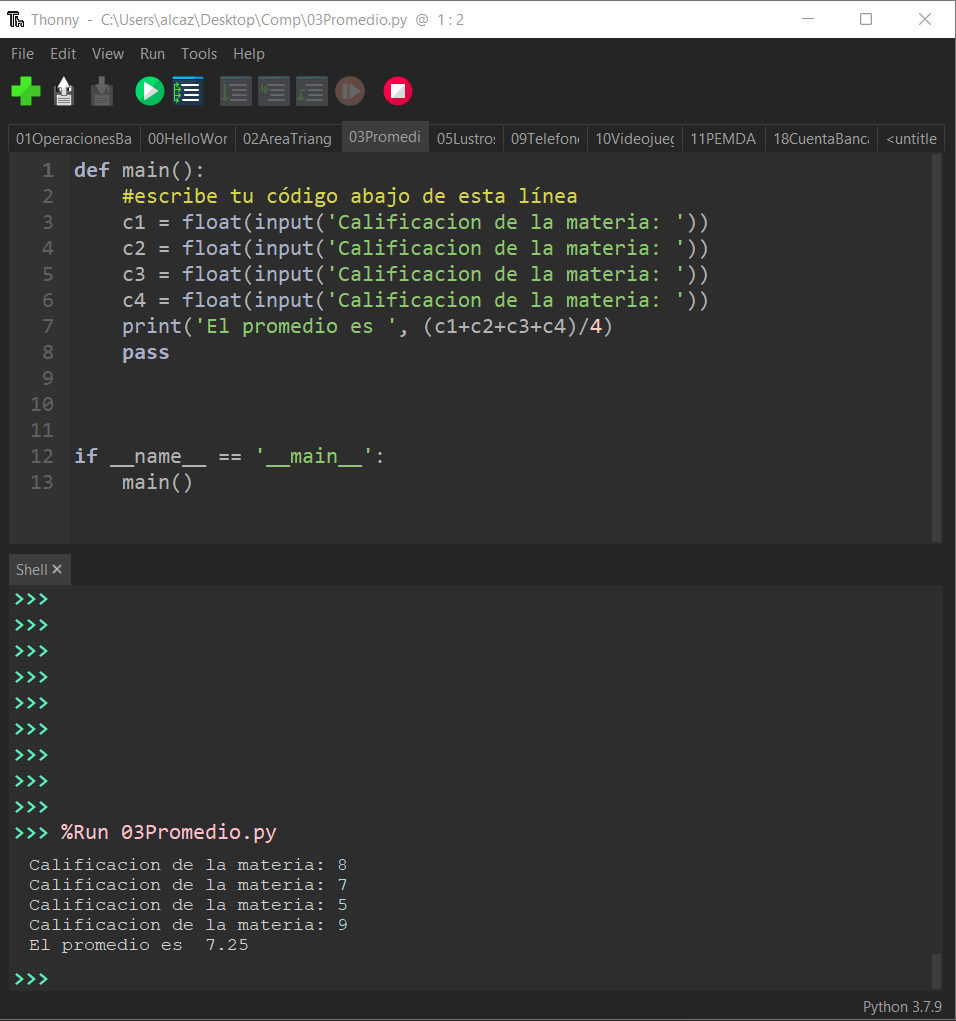 Thonny - C:\Users\alcaz\Desktop\Comp\03Promedio.py @ 1 : 2
File Edit View Run Tools Help
01OperacionesBa 00HelloWor 02AreaTriang 03Promedi 05Lustros 09Telefon 10Videojueg 11PEMDA 18CuentaBanca <untitle
1 def main():
2     #escribe tu código abajo de esta línea
3     c1 = float(input('Calificacion de la materia: '))
4     c2 = float(input('Calificacion de la materia: '))
5     c3 = float(input('Calificacion de la materia: '))
6     c4 = float(input('Calificacion de la materia: '))
7     print('El promedio es ', (c1+c2+c3+c4)/4)
8     pass
9
10
11
12 if __name__ == '__main__':
13     main()
Shell ×
>>>
>>>
>>>
>>>
>>>
>>>
>>>
>>>
>>>
>>> %Run 03Promedio.py
Calificacion de la materia: 8
Calificacion de la materia: 7
Calificacion de la materia: 5
Calificacion de la materia: 9
El promedio es  7.25
>>>
Python 3.7.9